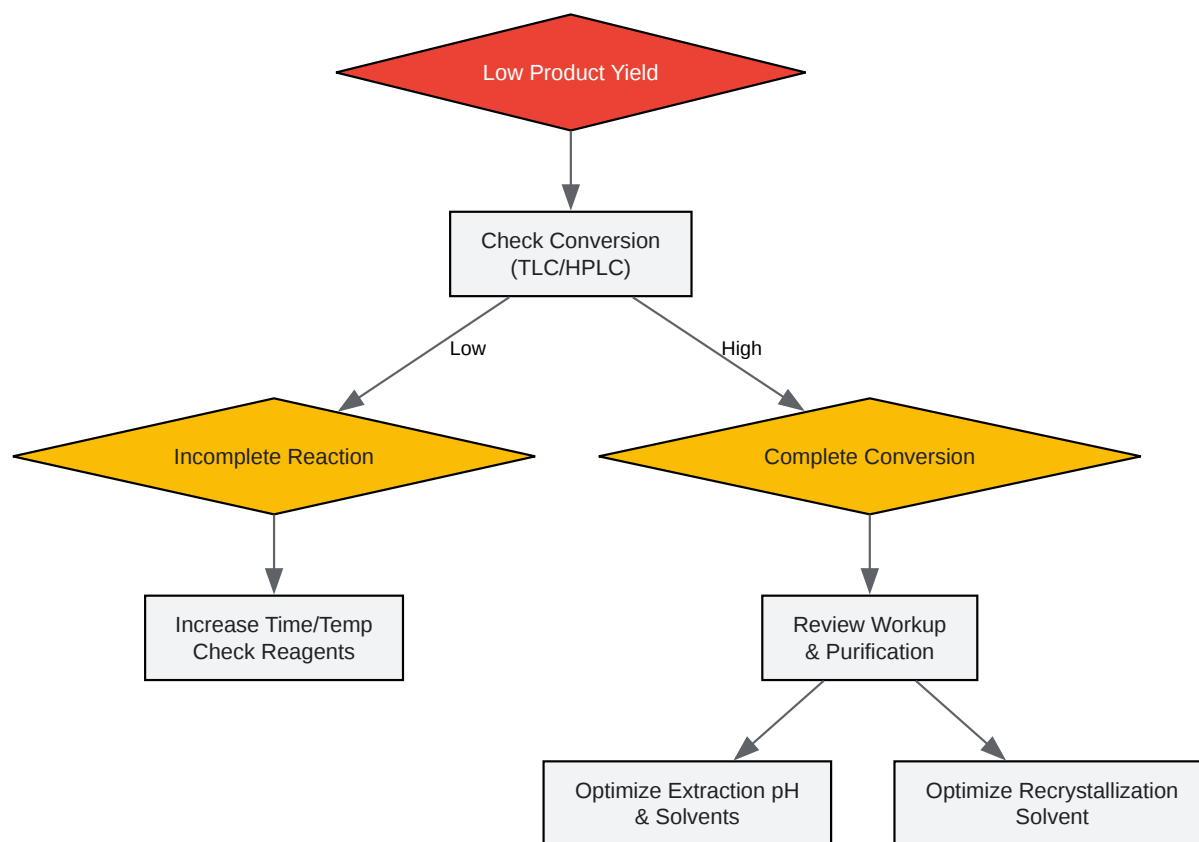 Low Product Yield
Check Conversion
(TLC/HPLC)
Low
High
Incomplete Reaction
Complete Conversion
Increase Time/Temp
Check Reagents
Review Workup
& Purification
Optimize Extraction pH
& Solvents
Optimize Recrystallization
Solvent